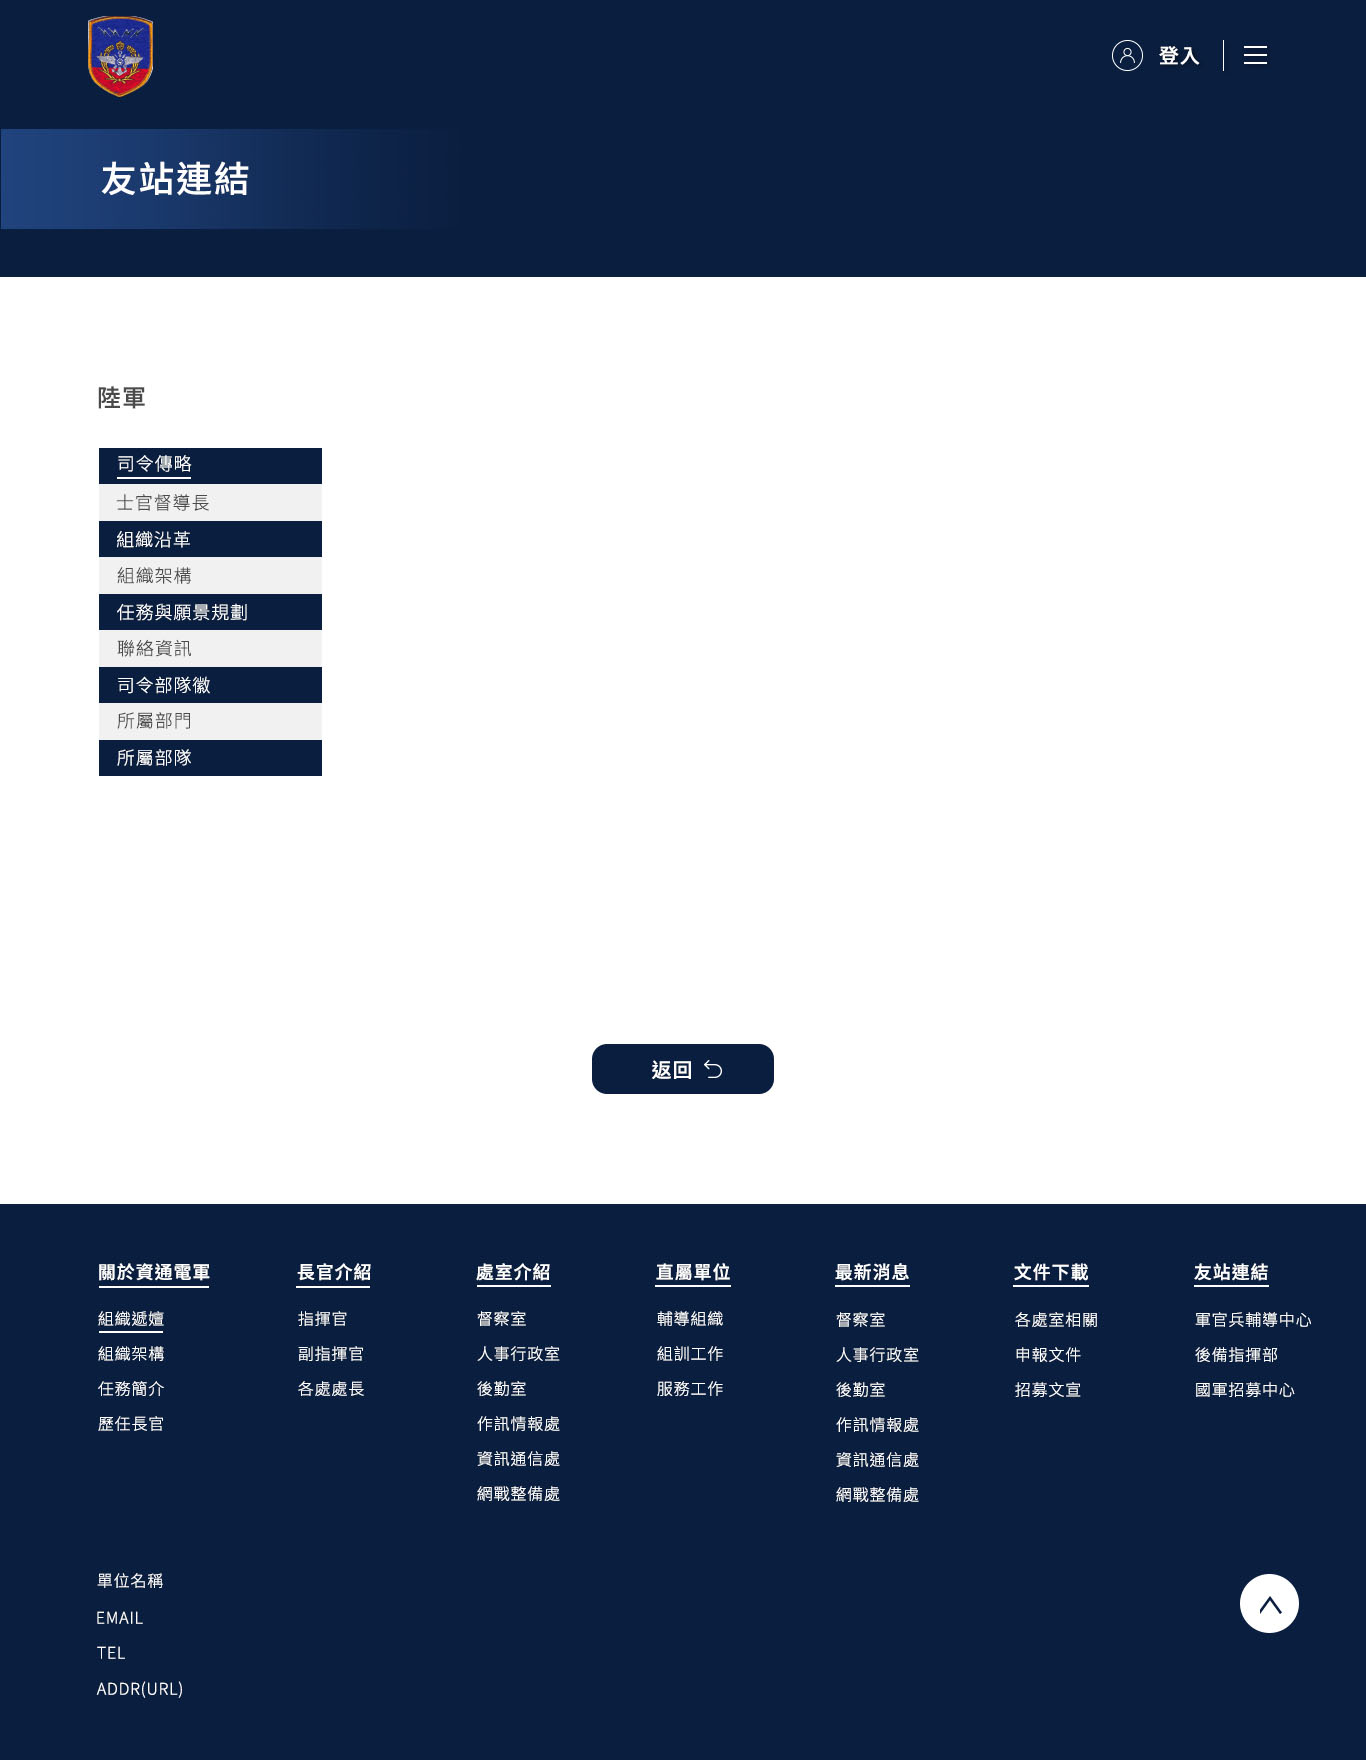 登入
友站連結
陸軍
司令傳略
士官督導長
組織沿革
組織架構
任務與願景規劃
聯絡資訊
司令部隊徽
所屬部門
所屬部隊
返回
關於資通電軍
組織遞嬗
組織架構
任務簡介
歷任長官
長官介紹
指揮官
副指揮官
各處處長
處室介紹
督察室
人事行政室
後勤室
作訊情報處
資訊通信處
網戰整備處
直屬單位
輔導組織
組訓工作
服務工作
最新消息
督察室
人事行政室
後勤室
作訊情報處
資訊通信處
網戰整備處
文件下載
各處室相關
申報文件
招募文宣
友站連結
軍官兵輔導中心
後備指揮部
國軍招募中心
單位名稱
EMAIL
TEL
ADDR(URL)